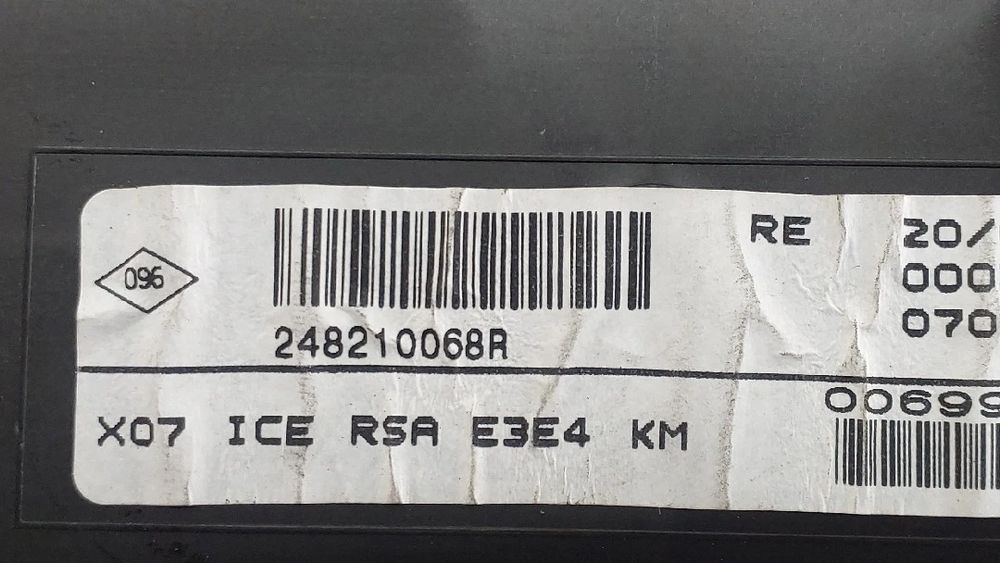 096
248210068R
X07 ICE RSA E3E4 KM
RE 20/
000
070
00699